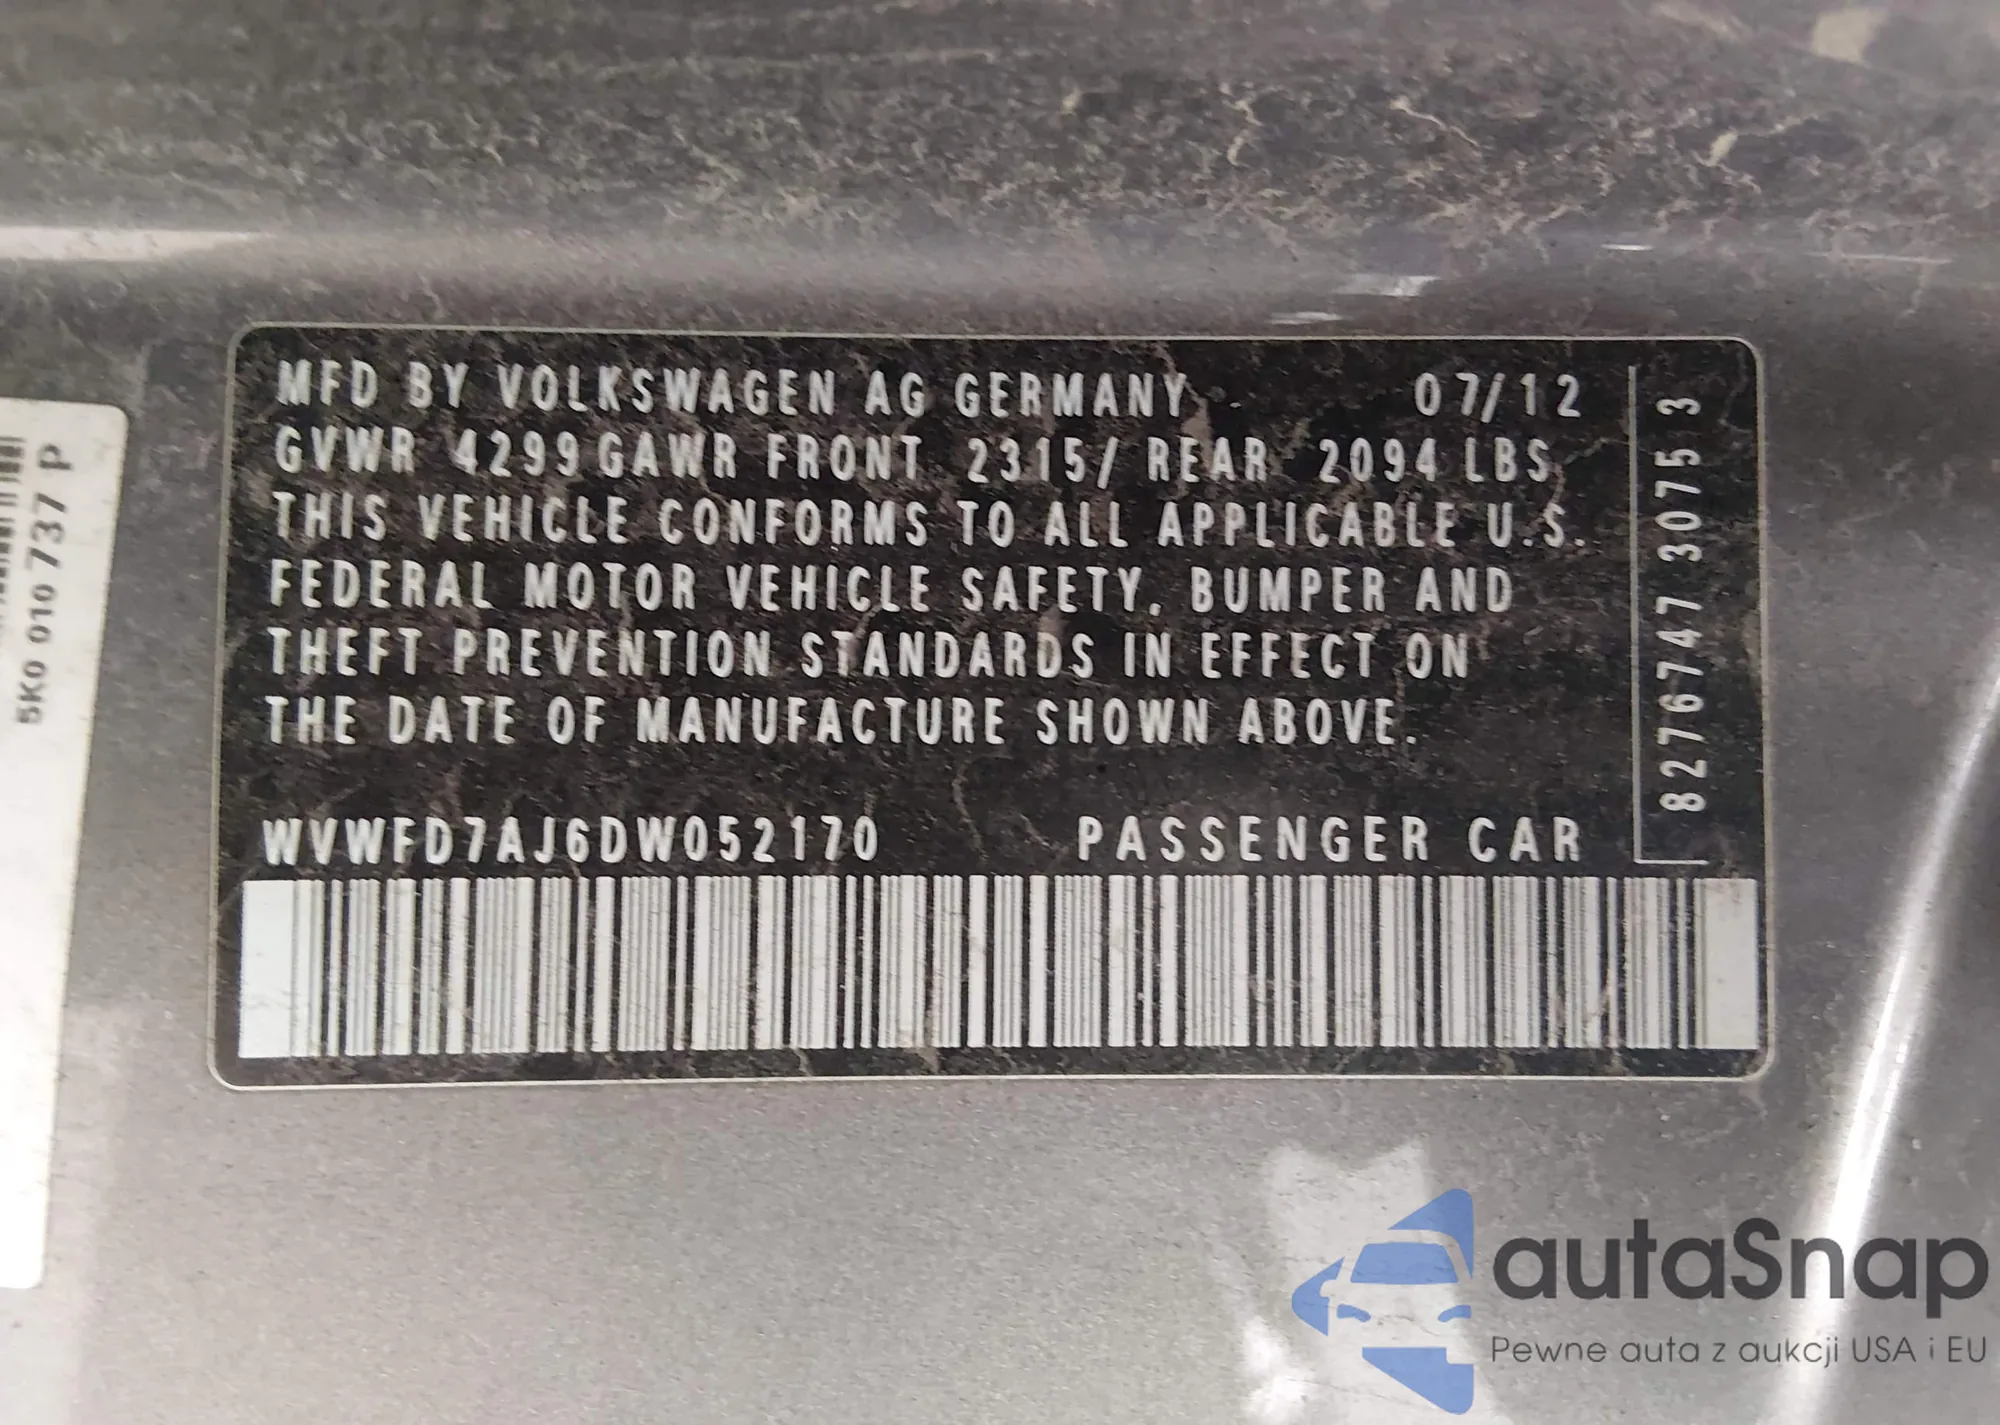 MFD BY VOLKSWAGEN AG GERMANY 07/12
GVWR 4299 GAWR FRONT 2315/ REAR 2094 LBS
THIS VEHICLE CONFORMS TO ALL APPLICABLE U.S.
FEDERAL MOTOR VEHICLE SAFETY, BUMPER AND
THEFT PREVENTION STANDARDS IN EFFECT ON
THE DATE OF MANUFACTURE SHOWN ABOVE.
WVWFD7AJ6DW052170 PASSENGER CAR
8276747 3075 3
5K0 010 737 P
autaSnap
Pewne auta z aukcji USA i EU